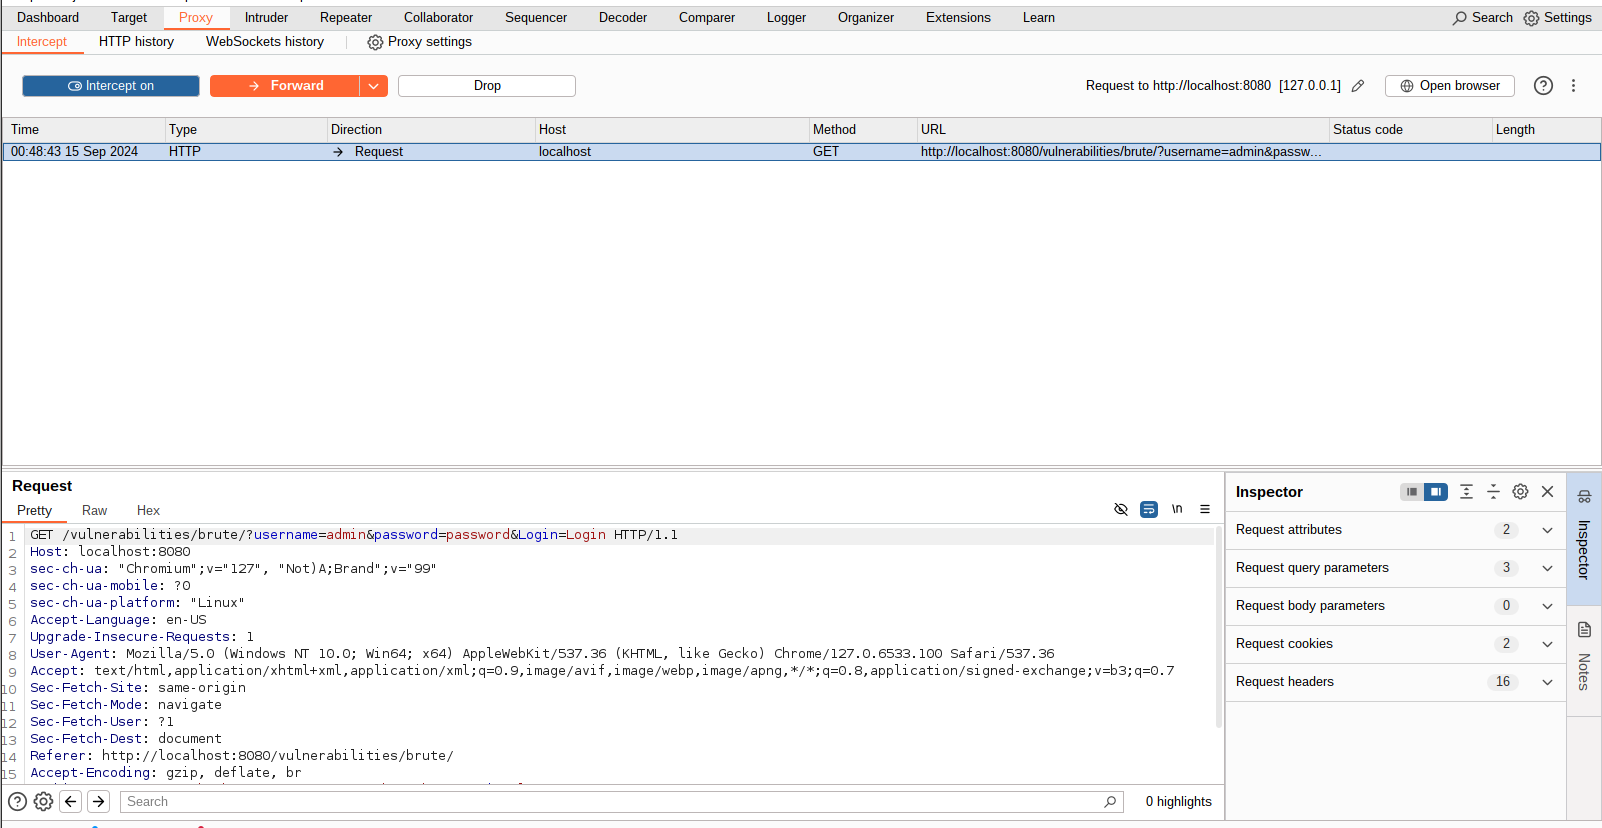 Dashboard Target Proxy Intruder Repeater Collaborator Sequencer Decoder Comparer Logger Organizer Extensions Learn Search Settings
Intercept HTTP history WebSockets history Proxy settings
Intercept on Forward Drop Request to http://localhost:8080 [127.0.0.1] Open browser
Time Type Direction Host Method URL Status code Length
00:48:43 15 Sep 2024 HTTP → Request localhost GET http://localhost:8080/vulnerabilities/brute/?username=admin&passw...
Request
Pretty Raw Hex \n
1 GET /vulnerabilities/brute/?username=admin&password=password&Login=Login HTTP/1.1
2 Host: localhost:8080
3 sec-ch-ua: "Chromium";v="127", "Not)A;Brand";v="99"
4 sec-ch-ua-mobile: ?0
5 sec-ch-ua-platform: "Linux"
6 Accept-Language: en-US
7 Upgrade-Insecure-Requests: 1
8 User-Agent: Mozilla/5.0 (Windows NT 10.0; Win64; x64) AppleWebKit/537.36 (KHTML, like Gecko) Chrome/127.0.6533.100 Safari/537.36
9 Accept: text/html,application/xhtml+xml,application/xml;q=0.9,image/avif,image/webp,image/apng,*/*;q=0.8,application/signed-exchange;v=b3;q=0.7
10 Sec-Fetch-Site: same-origin
11 Sec-Fetch-Mode: navigate
12 Sec-Fetch-User: ?1
13 Sec-Fetch-Dest: document
14 Referer: http://localhost:8080/vulnerabilities/brute/
15 Accept-Encoding: gzip, deflate, br
Search 0 highlights
Inspector
Request attributes 2
Request query parameters 3
Request body parameters 0
Request cookies 2
Request headers 16
Inspector
Notes